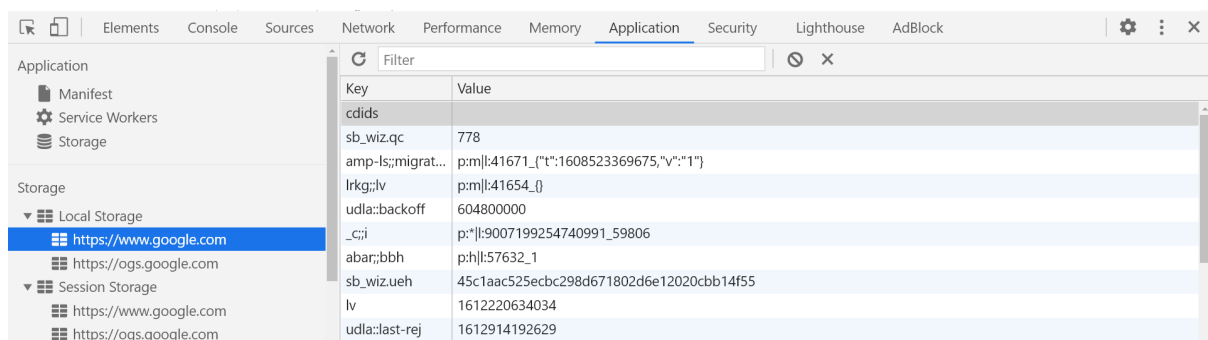 Elements Console Sources Network Performance Memory Application Security Lighthouse AdBlock
Application
Manifest
Service Workers
Storage
Storage
Local Storage
https://www.google.com
https://ogs.google.com
Session Storage
https://www.google.com
https://ogs.google.com
Filter
Key Value
cdids
sb_wiz.qc 778
amp-ls;;migrat... p:m|l:41671_{"t":1608523369675,"v":"1"}
lrkg;;lv p:m|l:41654_{}
udla::backoff 604800000
_c;;i p:*|l:9007199254740991_59806
abar;;bbh p:h|l:57632_1
sb_wiz.ueh 45c1aac525ecbc298d671802d6e12020cbb14f55
lv 1612220634034
udla::last-rej 1612914192629